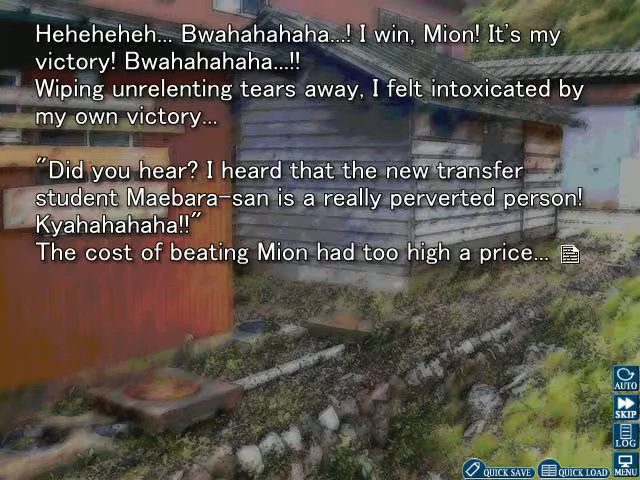 Heheheheh... Bwahahahaha...! I win, Mion! It's my
victory! Bwahahahaha...!!
Wiping unrelenting tears away, I felt intoxicated by
my own victory...
"Did you hear? I heard that the new transfer
student Maebara-san is a really perverted person!
Kyahahahaha!!"
The cost of beating Mion had too high a price...
AUTO
SKIP
LOG
MENU
QUICK SAVE
QUICK LOAD